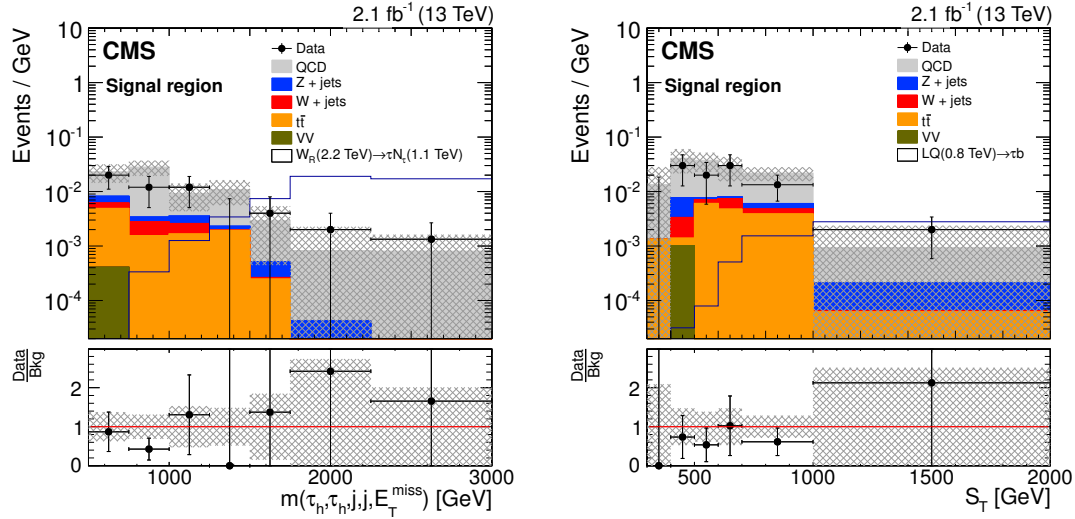 2.1 fb⁻¹ (13 TeV)
CMS
Signal region
Data
QCD
Z + jets
W + jets
tt̄
VV
W_R(2.2 TeV)→τN_τ(1.1 TeV)
Events / GeV
10
1
10⁻¹
10⁻²
10⁻³
10⁻⁴
Data
Bkg
2
1
0
1000 2000 3000
m(τ_h,τ_h,j,j,E_T^miss) [GeV]
2.1 fb⁻¹ (13 TeV)
CMS
Signal region
Data
QCD
Z + jets
W + jets
tt̄
VV
LQ(0.8 TeV)→τb
Events / GeV
10
1
10⁻¹
10⁻²
10⁻³
10⁻⁴
Data
Bkg
2
1
0
500 1000 1500 2000
S_T [GeV]